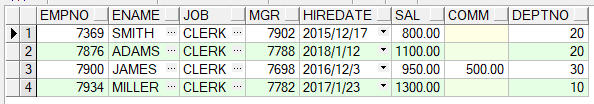 EMPNO ENAME JOB MGR HIREDATE SAL COMM DEPTNO
1 7369 SMITH ··· CLERK ··· 7902 2015/12/17 800.00 20
2 7876 ADAMS ··· CLERK ··· 7788 2018/1/12 1100.00 20
3 7900 JAMES ··· CLERK ··· 7698 2016/12/3 950.00 500.00 30
4 7934 MILLER ··· CLERK ··· 7782 2017/1/23 1300.00 10